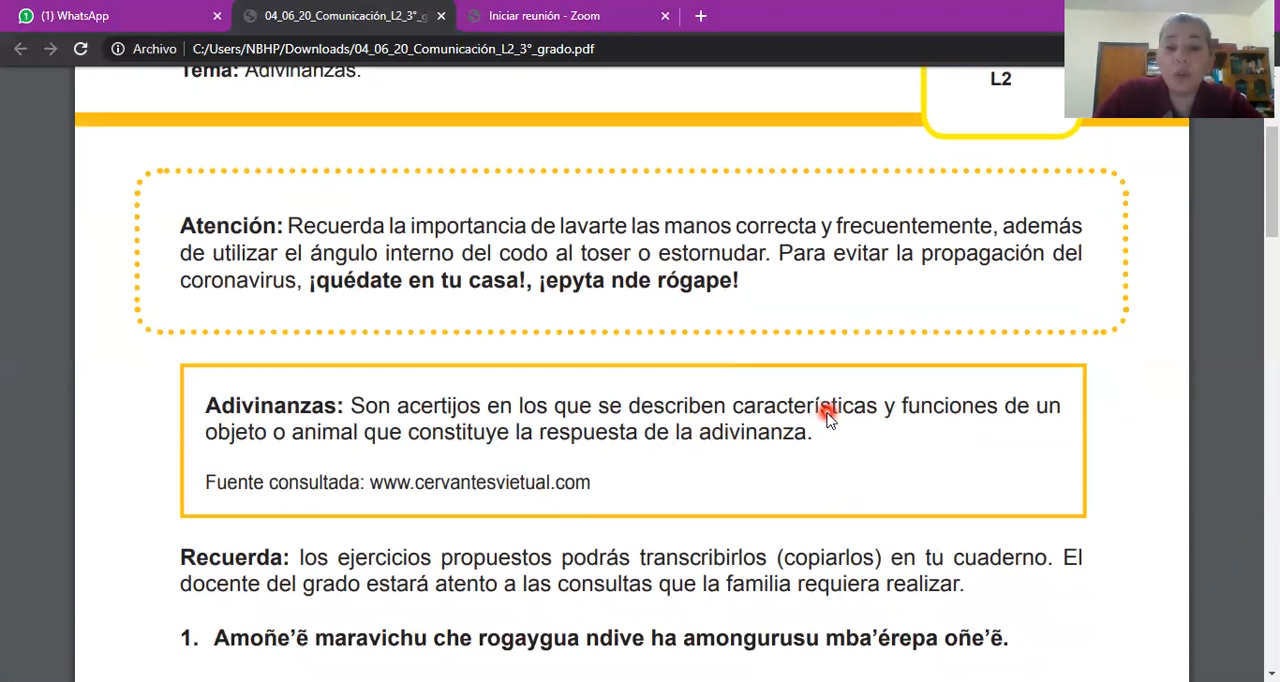 (1) WhatsApp
04_06_20_Comunicación_L2_3°_g
Iniciar reunión - Zoom
Archivo
C:/Users/NBHP/Downloads/04_06_20_Comunicación_L2_3°_grado.pdf
Tema: Adivinanzas.
L2
Atención: Recuerda la importancia de lavarte las manos correcta y frecuentemente, además
de utilizar el ángulo interno del codo al toser o estornudar. Para evitar la propagación del
coronavirus, ¡quédate en tu casa!, ¡epyta nde rógape!
Adivinanzas: Son acertijos en los que se describen características y funciones de un
objeto o animal que constituye la respuesta de la adivinanza.
Fuente consultada: www.cervantesvietual.com
Recuerda: los ejercicios propuestos podrás transcribirlos (copiarlos) en tu cuaderno. El
docente del grado estará atento a las consultas que la familia requiera realizar.
1. Amoñe’ẽ maravichu che rogaygua ndive ha amongurusu mba’érepa oñe’ẽ.